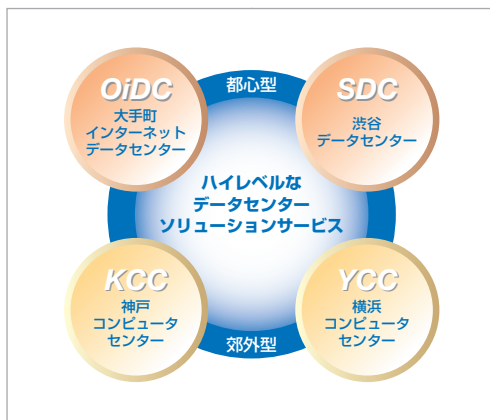 OiDC
大手町
インターネット
データセンター
都心型
SDC
渋谷
データセンター
ハイレベルな
データセンター
ソリューションサービス
KCC
神戸
コンピュータ
センター
郊外型
YCC
横浜
コンピュータ
センター